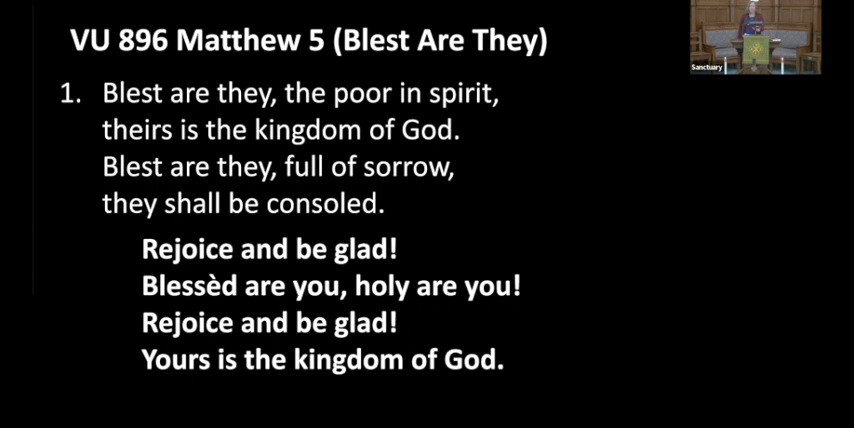 VU 896 Matthew 5 (Blest Are They)
1. Blest are they, the poor in spirit,
theirs is the kingdom of God.
Blest are they, full of sorrow,
they shall be consoled.
Rejoice and be glad!
Blessèd are you, holy are you!
Rejoice and be glad!
Yours is the kingdom of God.
Sanctuary